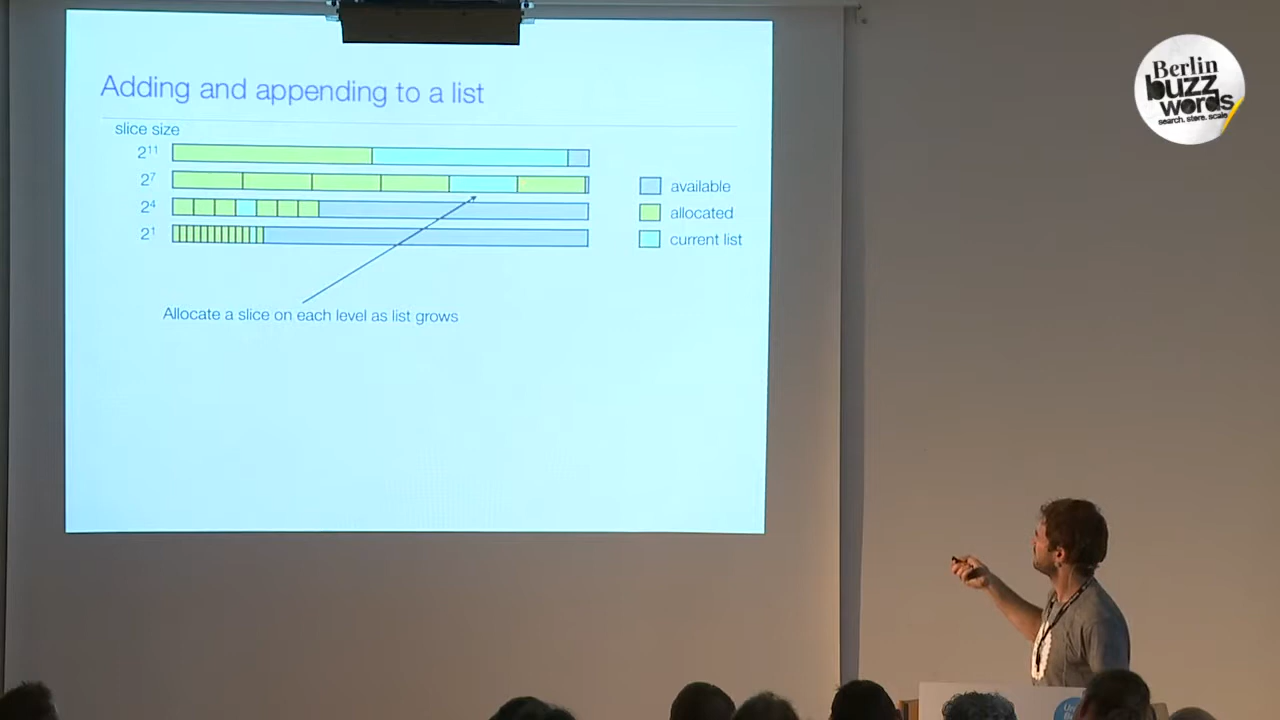 Adding and appending to a list
slice size
2¹¹
2⁷
2⁴
2¹
available
allocated
current list
Allocate a slice on each level as list grows
Berlin
buzz
words
search. store. scale